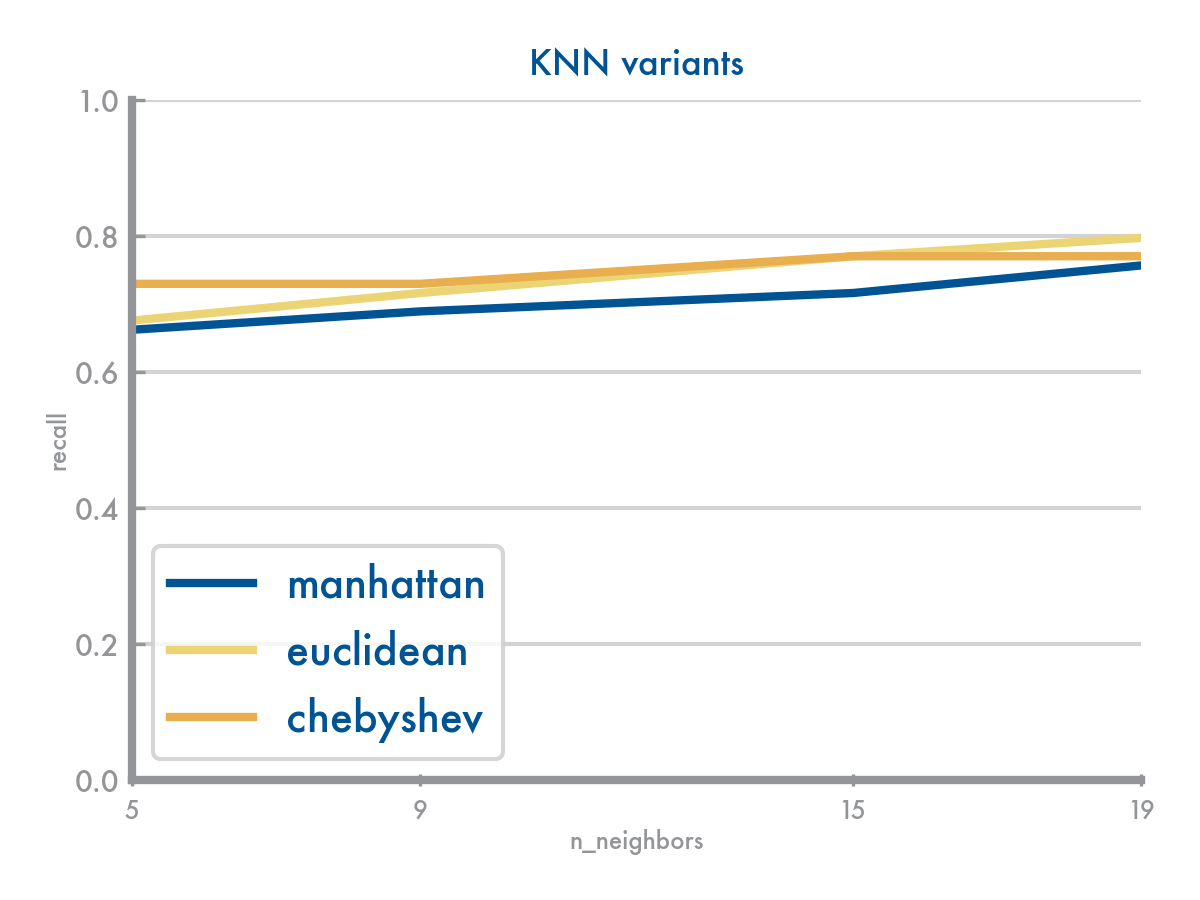 KNN variants
1.0
0.8
0.6
0.4
0.2
0.0
recall
manhattan
euclidean
chebyshev
5 9 15 19
n_neighbors